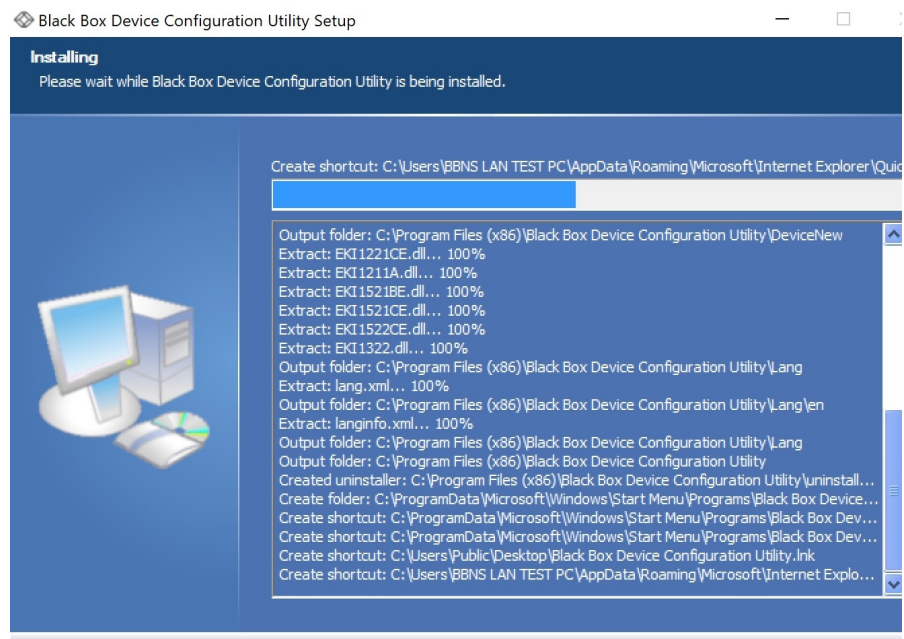 Black Box Device Configuration Utility Setup
Installing
Please wait while Black Box Device Configuration Utility is being installed.
Create shortcut: C:\Users\BBNS LAN TEST PC\AppData\Roaming\Microsoft\Internet Explorer\Quic
Output folder: C:\Program Files (x86)\Black Box Device Configuration Utility\DeviceNew
Extract: EKI1221CE.dll... 100%
Extract: EKI1211A.dll... 100%
Extract: EKI1521BE.dll... 100%
Extract: EKI1521CE.dll... 100%
Extract: EKI1522CE.dll... 100%
Extract: EKI1322.dll... 100%
Output folder: C:\Program Files (x86)\Black Box Device Configuration Utility\Lang
Extract: lang.xml... 100%
Output folder: C:\Program Files (x86)\Black Box Device Configuration Utility\Lang\en
Extract: langinfo.xml... 100%
Output folder: C:\Program Files (x86)\Black Box Device Configuration Utility\Lang
Output folder: C:\Program Files (x86)\Black Box Device Configuration Utility
Created uninstaller: C:\Program Files (x86)\Black Box Device Configuration Utility\uninstall...
Create folder: C:\ProgramData\Microsoft\Windows\Start Menu\Programs\Black Box Device...
Create shortcut: C:\ProgramData\Microsoft\Windows\Start Menu\Programs\Black Box Dev...
Create shortcut: C:\ProgramData\Microsoft\Windows\Start Menu\Programs\Black Box Dev...
Create shortcut: C:\Users\Public\Desktop\Black Box Device Configuration Utility.lnk
Create shortcut: C:\Users\BBNS LAN TEST PC\AppData\Roaming\Microsoft\Internet Explo...